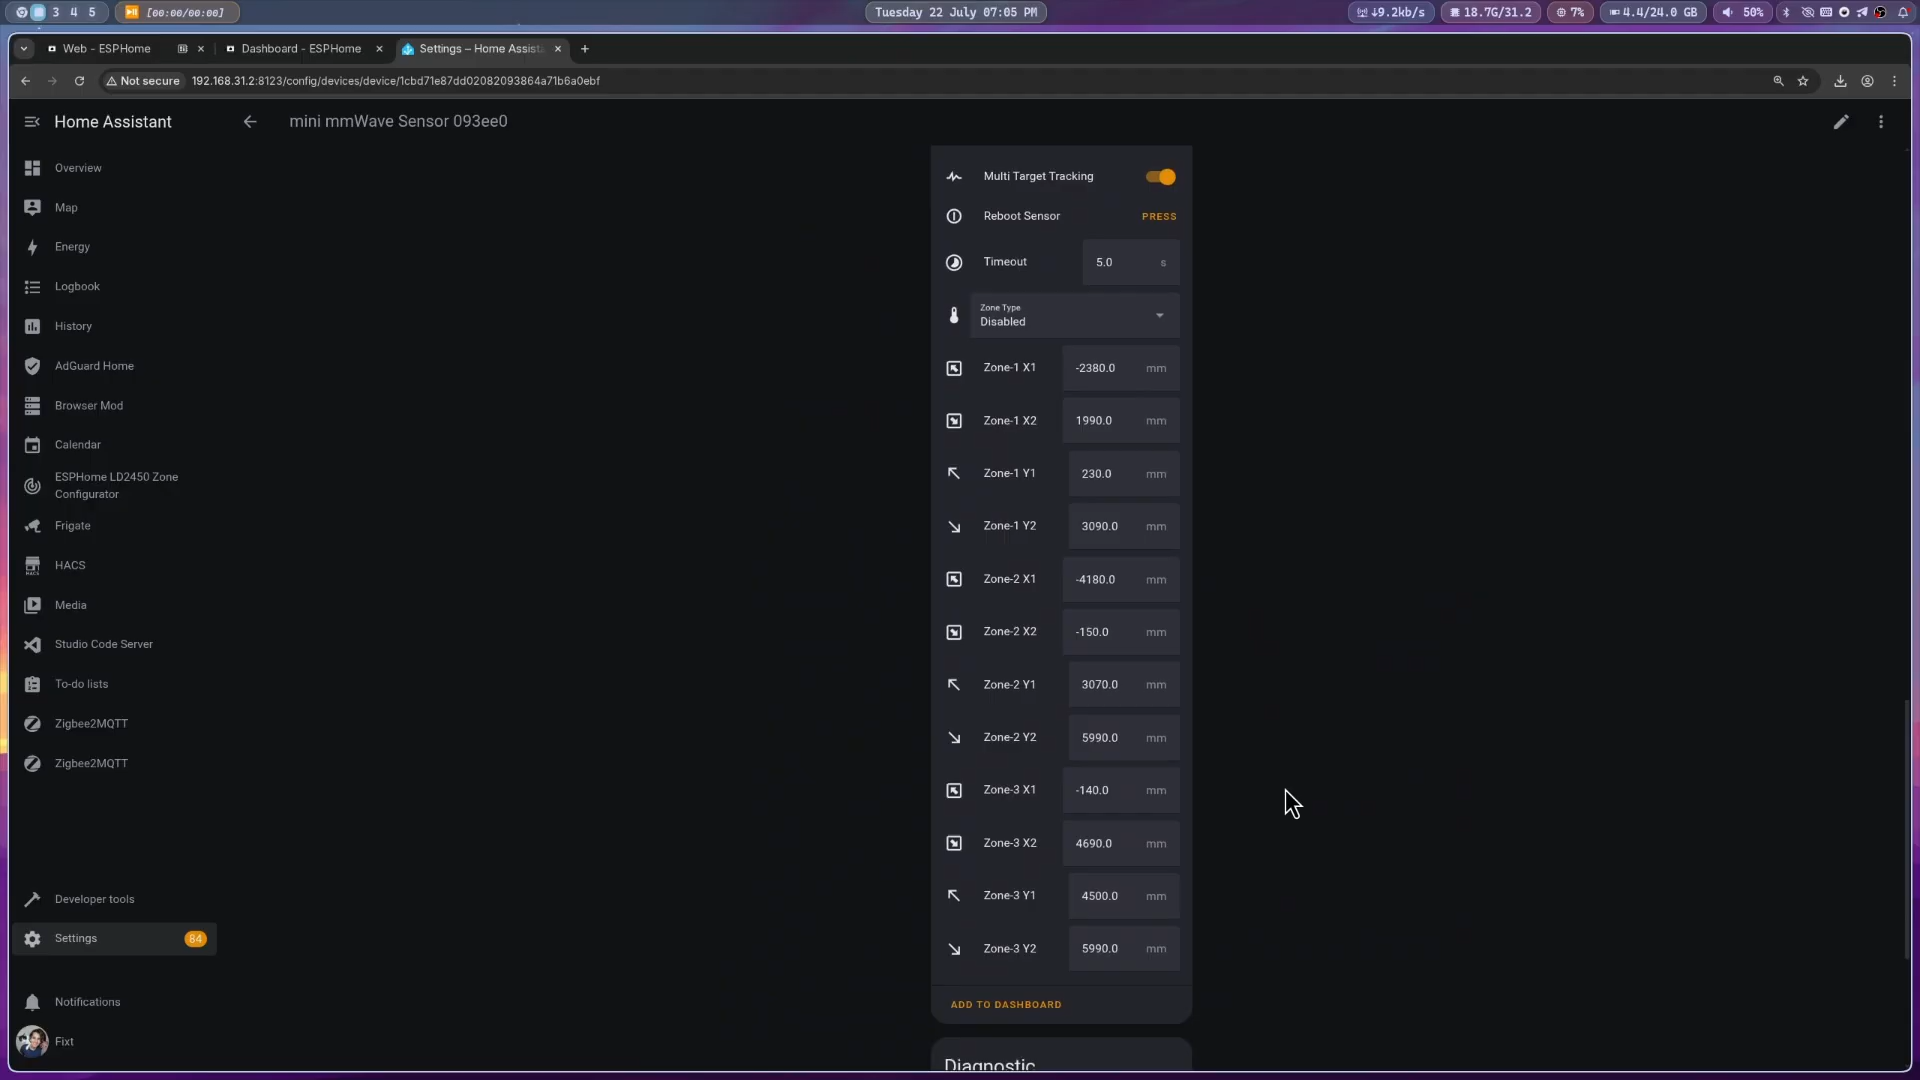 3 4 5
[00:00/00:00]
Tuesday 22 July 07:05 PM
↓9.2kb/s
18.7G/31.2
7%
4.4/24.0 GB
50%
Web - ESPHome
Dashboard - ESPHome
Settings – Home Assist
Not secure
192.168.31.2:8123/config/devices/device/1cbd71e87dd02082093864a71b6a0ebf
Home Assistant
mini mmWave Sensor 093ee0
Overview
Map
Energy
Logbook
History
AdGuard Home
Browser Mod
Calendar
ESPHome LD2450 Zone
Configurator
Frigate
HACS
Media
Studio Code Server
To-do lists
Zigbee2MQTT
Zigbee2MQTT
Developer tools
Settings 84
Notifications
Fixt
Multi Target Tracking
Reboot Sensor PRESS
Timeout 5.0 s
Zone Type
Disabled
Zone-1 X1 -2380.0 mm
Zone-1 X2 1990.0 mm
Zone-1 Y1 230.0 mm
Zone-1 Y2 3090.0 mm
Zone-2 X1 -4180.0 mm
Zone-2 X2 -150.0 mm
Zone-2 Y1 3070.0 mm
Zone-2 Y2 5990.0 mm
Zone-3 X1 -140.0 mm
Zone-3 X2 4690.0 mm
Zone-3 Y1 4500.0 mm
Zone-3 Y2 5990.0 mm
ADD TO DASHBOARD
Diagnostic